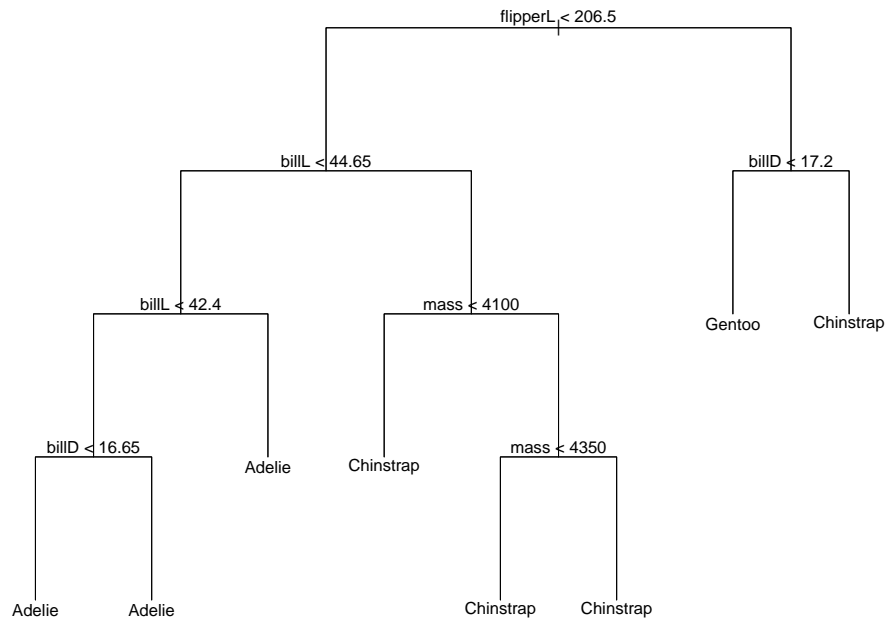 flipperL < 206.5
billL < 44.65
billD < 17.2
billL < 42.4
mass < 4100
Gentoo
Chinstrap
billD < 16.65
Adelie
Chinstrap
mass < 4350
Adelie
Adelie
Chinstrap
Chinstrap